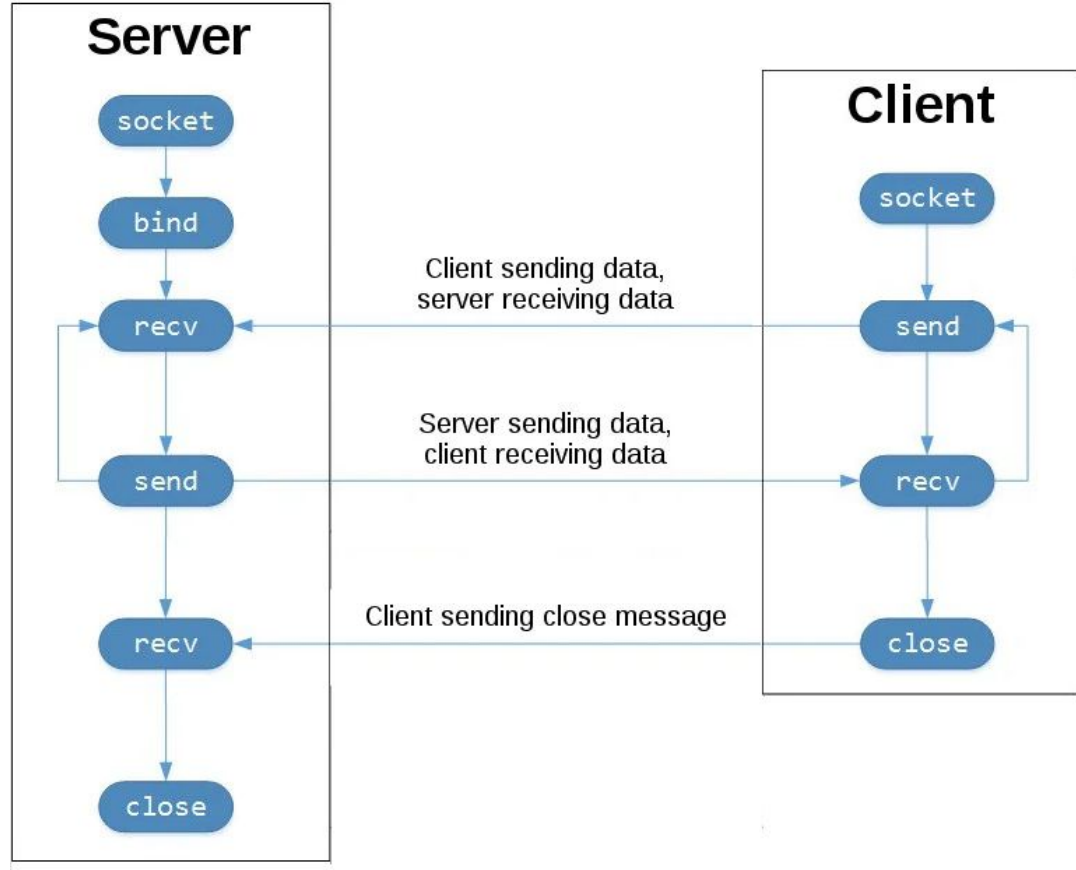 Server
socket
bind
recv
send
recv
close
Client sending data,
server receiving data
Server sending data,
client receiving data
Client sending close message
Client
socket
send
recv
close